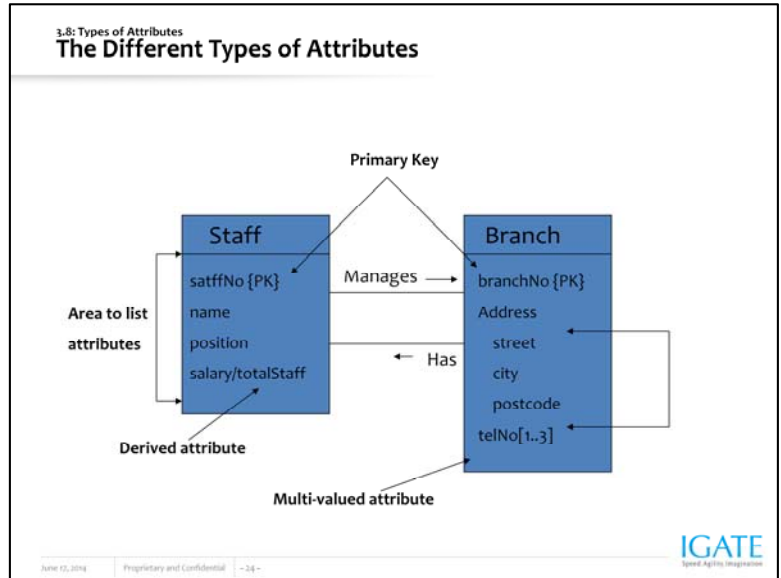 3.8: Types of Attributes
The Different Types of Attributes
Primary Key
Staff
Branch
satffNo {PK}
Manages
branchNo {PK}
Area to list
attributes
name
Address
position
street
Has
salary/totalStaff
city
postcode
Derived attribute
telNo[1..3]
Multi-valued attribute
June 17, 2014
Proprietary and Confidential
- 24 -
IGATE
Speed.Agility.Imagination